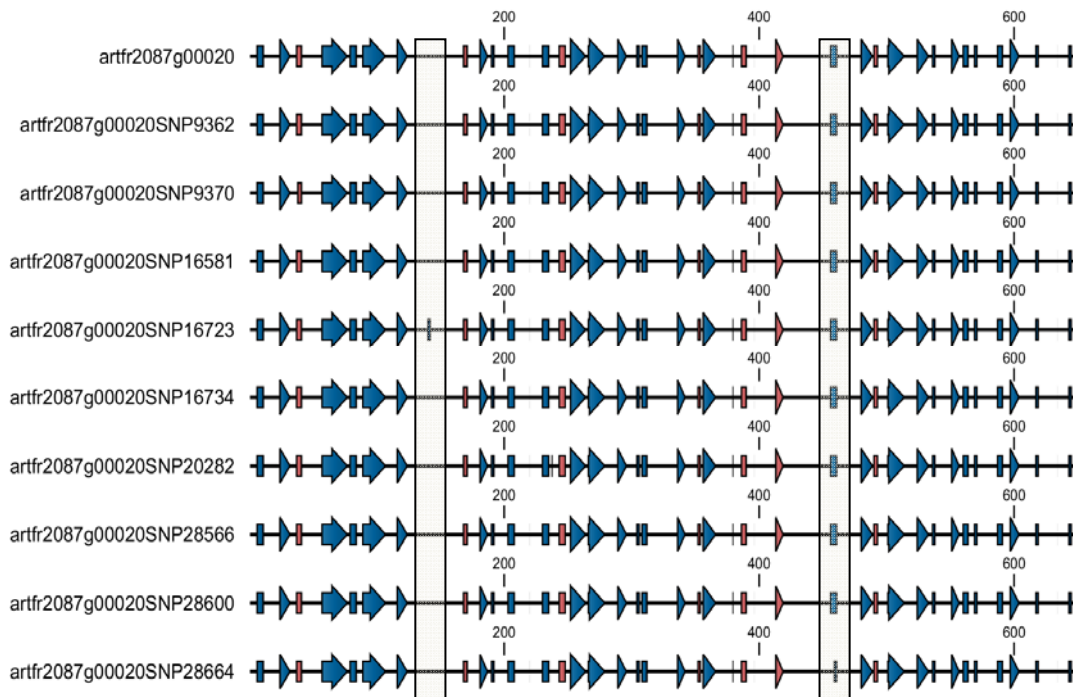 200 400 600
artfr2087g00020
200 400 600
artfr2087g00020SNP9362
200 400 600
artfr2087g00020SNP9370
200 400 600
artfr2087g00020SNP16581
200 400 600
artfr2087g00020SNP16723
200 400 600
artfr2087g00020SNP16734
200 400 600
artfr2087g00020SNP20282
200 400 600
artfr2087g00020SNP28566
200 400 600
artfr2087g00020SNP28600
200 400 600
artfr2087g00020SNP28664